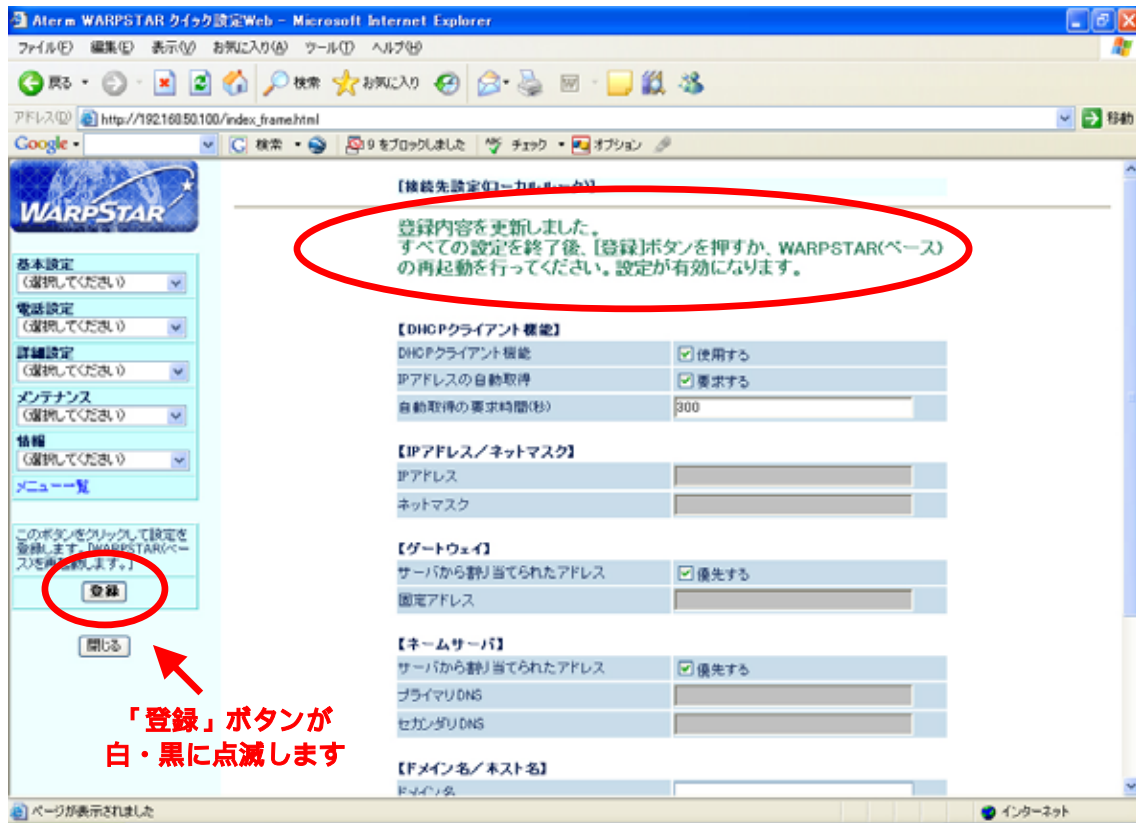 Aterm WARPSTAR クイック設定Web - Microsoft Internet Explorer
ファイル(F) 編集(E) 表示(V) お気に入り(A) ツール(T) ヘルプ(H)
戻る 検索 お気に入り
アドレス(D) http://192.168.50.100/index_frame.html 移動
Google 検索 9 をブロックしました チェック オプション
WARPSTAR
基本設定
(選択してください)
電話設定
(選択してください)
詳細設定
(選択してください)
メンテナンス
(選択してください)
情報
(選択してください)
メニュー一覧
このボタンをクリックして設定を
登録します。[WARPSTAR(ベー
ス)を再起動します。]
登録
閉じる
「登録」ボタンが
白・黒に点滅します
【接続先設定(ローカルルータ)】
登録内容を更新しました。
すべての設定を終了後、[登録]ボタンを押すか、WARPSTAR(ベース)
の再起動を行ってください。設定が有効になります。
【DHCPクライアント機能】
DHCPクライアント機能 使用する
IPアドレスの自動取得 要求する
自動取得の要求時間(秒) 300
【IPアドレス/ネットマスク】
IPアドレス
ネットマスク
【ゲートウェイ】
サーバから割り当てられたアドレス 優先する
固定アドレス
【ネームサーバ】
サーバから割り当てられたアドレス 優先する
プライマリDNS
セカンダリDNS
【ドメイン名/ホスト名】
ドメイン名
ページが表示されました インターネット